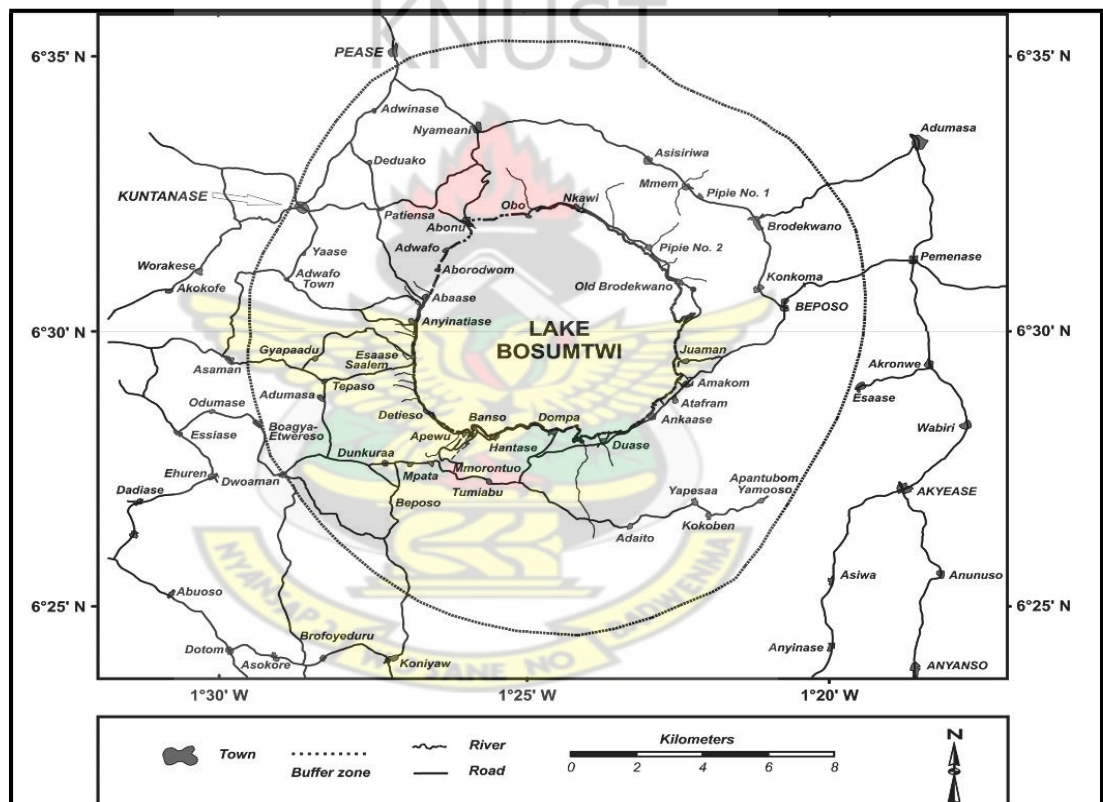 KNUST
6°35' N
6°35' N
PEASE
Adwinase
Nyameani
Adumasa
Deduako
Asisiriwa
Mmem
Pipie No. 1
KUNTANASE
Patiensa
Obo
Nkawi
Abonu
Brodekwano
Adwafo
Pipie No. 2
Yaase
Pemenase
Worakese
Aborodwom
Adwafo
Town
Old Brodekwano
Konkoma
Akokofe
Abaase
BEPOSO
Anyinatiase
6°30' N
LAKE
BOSUMTWI
6°30' N
Gyapaadu
Esaase
Saalem
Juaman
Asaman
Akronwe
Tepaso
Amakom
Adumasa
Esaase
Odumase
Atafram
Detieso
Banso
Dompa
Ankaase
Essiase
Boagya-
Etwereso
Apewu
Hantase
Duase
Wabiri
Dunkuraa
Mmorontuo
Ehuren
Dwoaman
Mpata
Apantubom
Yamooso
Dadiase
Tumiabu
Yapesaa
AKYEASE
Beposo
Kokoben
Adaito
Asiwa
Anunuso
6°25' N
Abuoso
6°25' N
NYANSAPƆ WƆSANE NO BADWENMA
Brofoyeduru
Dotom
Asokore
Koniyaw
Anyinase
ANYANSO
1°30' W
1°25' W
1°20' W
Town
Buffer zone
River
Road
Kilometers
0 2 4 6 8
N